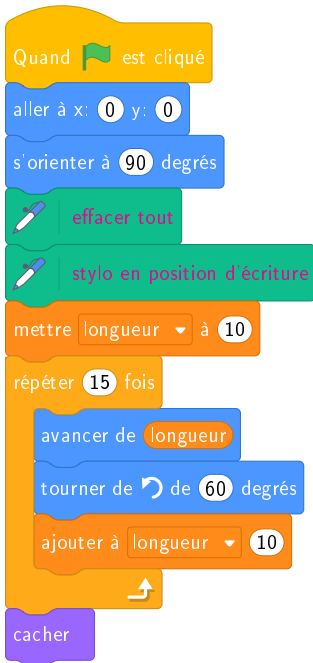 Quand est cliqué
aller à x: 0 y: 0
s'orienter à 90 degrés
effacer tout
stylo en position d'écriture
mettre longueur à 10
répéter 15 fois
avancer de longueur
tourner de de 60 degrés
ajouter à longueur 10
cacher